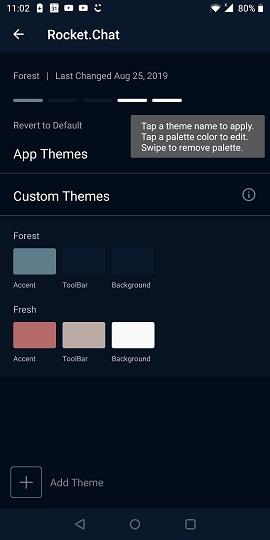 11:02
80%
Rocket.Chat
Forest | Last Changed Aug 25, 2019
Revert to Default
Tap a theme name to apply.
Tap a palette color to edit.
Swipe to remove palette.
App Themes
Custom Themes
Forest
Accent ToolBar Background
Fresh
Accent ToolBar Background
Add Theme